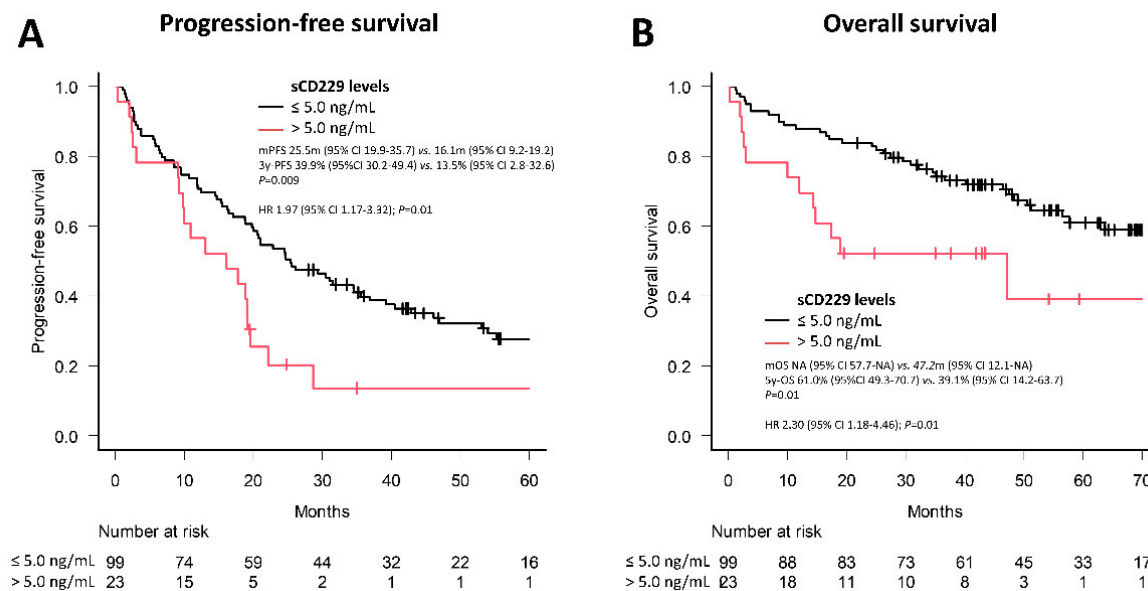 A
Progression-free survival
sCD229 levels
≤ 5.0 ng/mL
> 5.0 ng/mL
mPFS 25.5m (95% CI 19.9-35.7) vs. 16.1m (95% CI 9.2-19.2)
3y-PFS 39.9% (95%CI 30.2-49.4) vs. 13.5% (95% CI 2.8-32.6)
P=0.009
HR 1.97 (95% CI 1.17-3.32); P=0.01
Progression-free survival
1.0
0.8
0.6
0.4
0.2
0.0
0 10 20 30 40 50 60
Months
Number at risk
≤ 5.0 ng/mL 99 74 59 44 32 22 16
> 5.0 ng/mL 23 15 5 2 1 1 1
B
Overall survival
1.0
0.8
0.6
0.4
0.2
0.0
Overall survival
sCD229 levels
≤ 5.0 ng/mL
> 5.0 ng/mL
mOS NA (95% CI 57.7-NA) vs. 47.2m (95% CI 12.1-NA)
5y-OS 61.0% (95%CI 49.3-70.7) vs. 39.1% (95% CI 14.2-63.7)
P=0.01
HR 2.30 (95% CI 1.18-4.46); P=0.01
0 10 20 30 40 50 60 70
Months
Number at risk
≤ 5.0 ng/mL 99 88 83 73 61 45 33 17
> 5.0 ng/mL 23 18 11 10 8 3 1 1